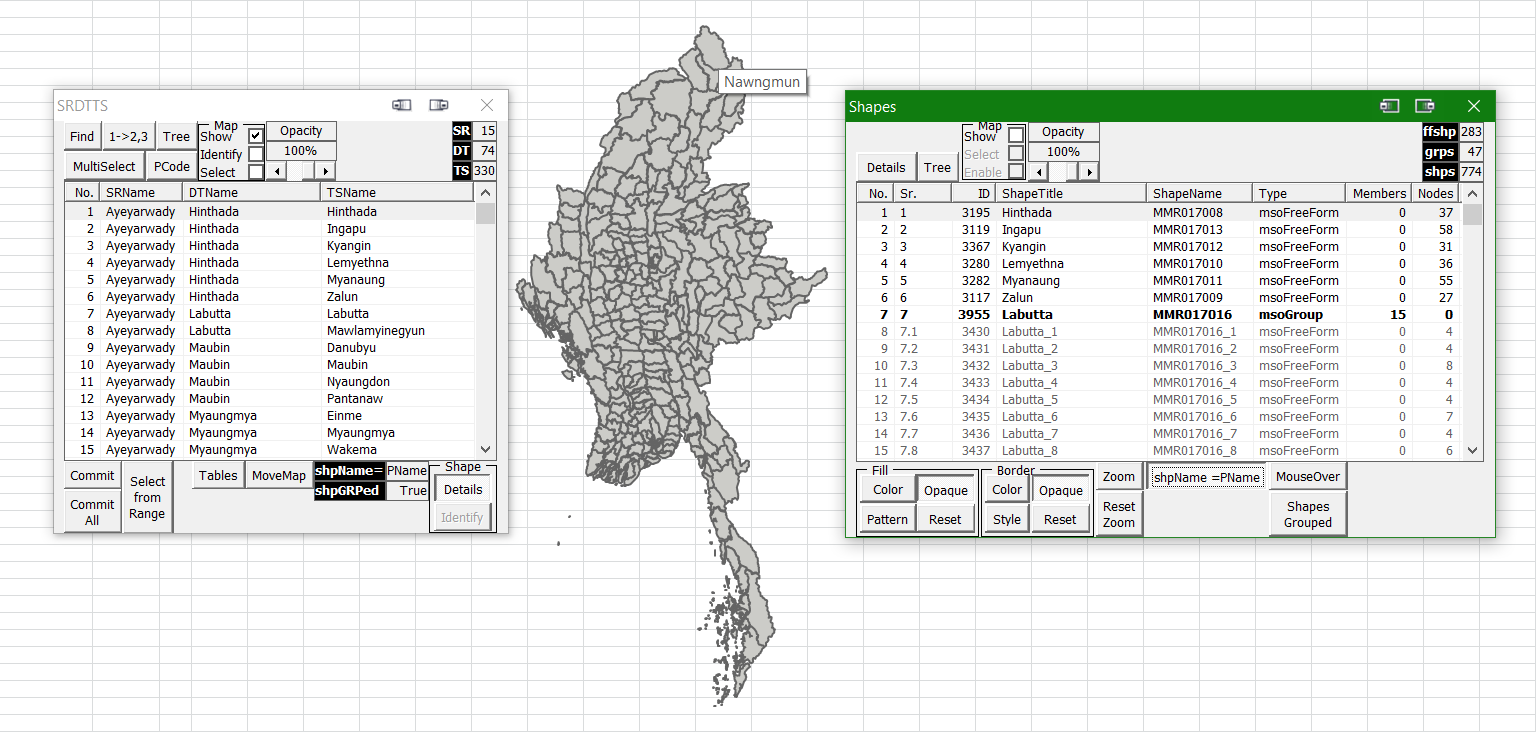 Nawngmun
SRDTTS
Find 1->2,3 Tree
Map
Show
Identify
Select
Opacity
100%
SR 15
DT 74
TS 330
MultiSelect PCode
No. SRName DTName TSName
1 Ayeyarwady Hinthada Hinthada
2 Ayeyarwady Hinthada Ingapu
3 Ayeyarwady Hinthada Kyangin
4 Ayeyarwady Hinthada Lemyethna
5 Ayeyarwady Hinthada Myanaung
6 Ayeyarwady Hinthada Zalun
7 Ayeyarwady Labutta Labutta
8 Ayeyarwady Labutta Mawlamyinegyun
9 Ayeyarwady Maubin Danubyu
10 Ayeyarwady Maubin Maubin
11 Ayeyarwady Maubin Nyaungdon
12 Ayeyarwady Maubin Pantanaw
13 Ayeyarwady Myaungmya Einme
14 Ayeyarwady Myaungmya Myaungmya
15 Ayeyarwady Myaungmya Wakema
Commit
Commit
All
Select
from
Range
Tables MoveMap
shpName= PName
shpGRPed True
Shape
Details
Identify
Shapes
Details Tree
Map
Show
Select
Enable
Opacity
100%
ffshp 283
grps 47
shps 774
No. Sr. ID ShapeTitle ShapeName Type Members Nodes
1 1 3195 Hinthada MMR017008 msoFreeForm 0 37
2 2 3119 Ingapu MMR017013 msoFreeForm 0 58
3 3 3367 Kyangin MMR017012 msoFreeForm 0 31
4 4 3280 Lemyethna MMR017010 msoFreeForm 0 36
5 5 3282 Myanaung MMR017011 msoFreeForm 0 55
6 6 3117 Zalun MMR017009 msoFreeForm 0 27
7 7 3955 Labutta MMR017016 msoGroup 15 0
8 7.1 3430 Labutta_1 MMR017016_1 msoFreeForm 0 4
9 7.2 3431 Labutta_2 MMR017016_2 msoFreeForm 0 4
10 7.3 3432 Labutta_3 MMR017016_3 msoFreeForm 0 8
11 7.4 3433 Labutta_4 MMR017016_4 msoFreeForm 0 4
12 7.5 3434 Labutta_5 MMR017016_5 msoFreeForm 0 4
13 7.6 3435 Labutta_6 MMR017016_6 msoFreeForm 0 7
14 7.7 3436 Labutta_7 MMR017016_7 msoFreeForm 0 4
15 7.8 3437 Labutta_8 MMR017016_8 msoFreeForm 0 6
Fill
Color Opaque
Pattern Reset
Border
Color Opaque
Style Reset
Zoom
Reset
Zoom
shpName =PName
MouseOver
Shapes
Grouped